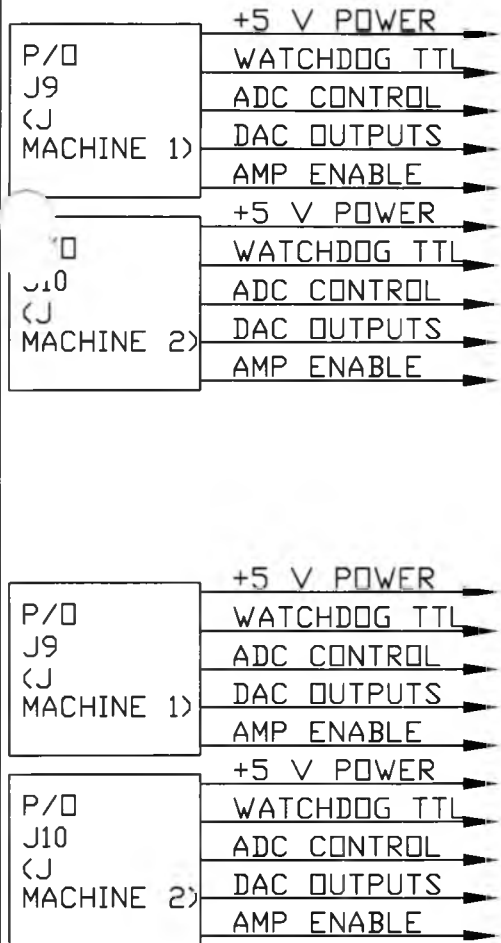 +5 V POWER
P/O
WATCHDOG TTL
J9
ADC CONTROL
(J
MACHINE 1)
DAC OUTPUTS
AMP ENABLE
+5 V POWER
WATCHDOG TTL
J10
ADC CONTROL
(J
MACHINE 2)
DAC OUTPUTS
AMP ENABLE
+5 V POWER
P/O
WATCHDOG TTL
J9
ADC CONTROL
(J
MACHINE 1)
DAC OUTPUTS
AMP ENABLE
+5 V POWER
P/O
WATCHDOG TTL
J10
ADC CONTROL
(J
MACHINE 2)
DAC OUTPUTS
AMP ENABLE